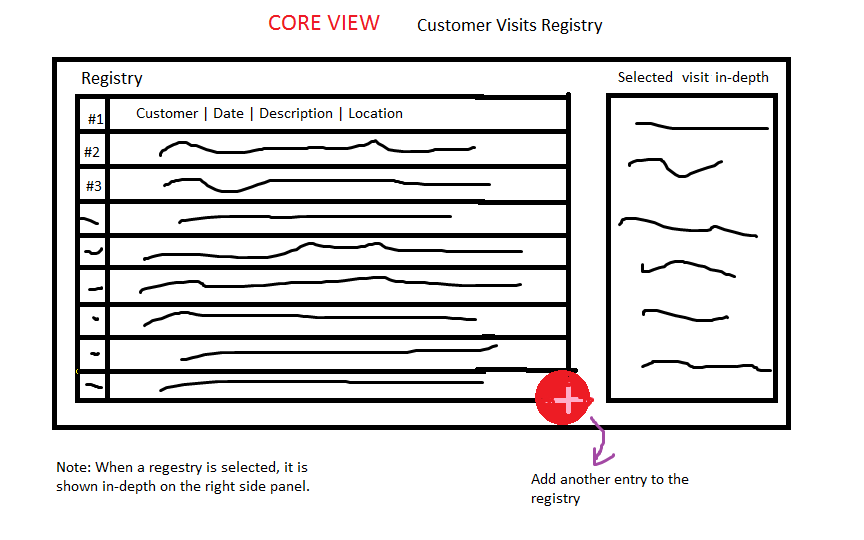 CORE VIEW Customer Visits Registry
Registry
Selected visit in-depth
#1 Customer | Date | Description | Location
#2
#3
Note: When a regestry is selected, it is
shown in-depth on the right side panel.
Add another entry to the
registry